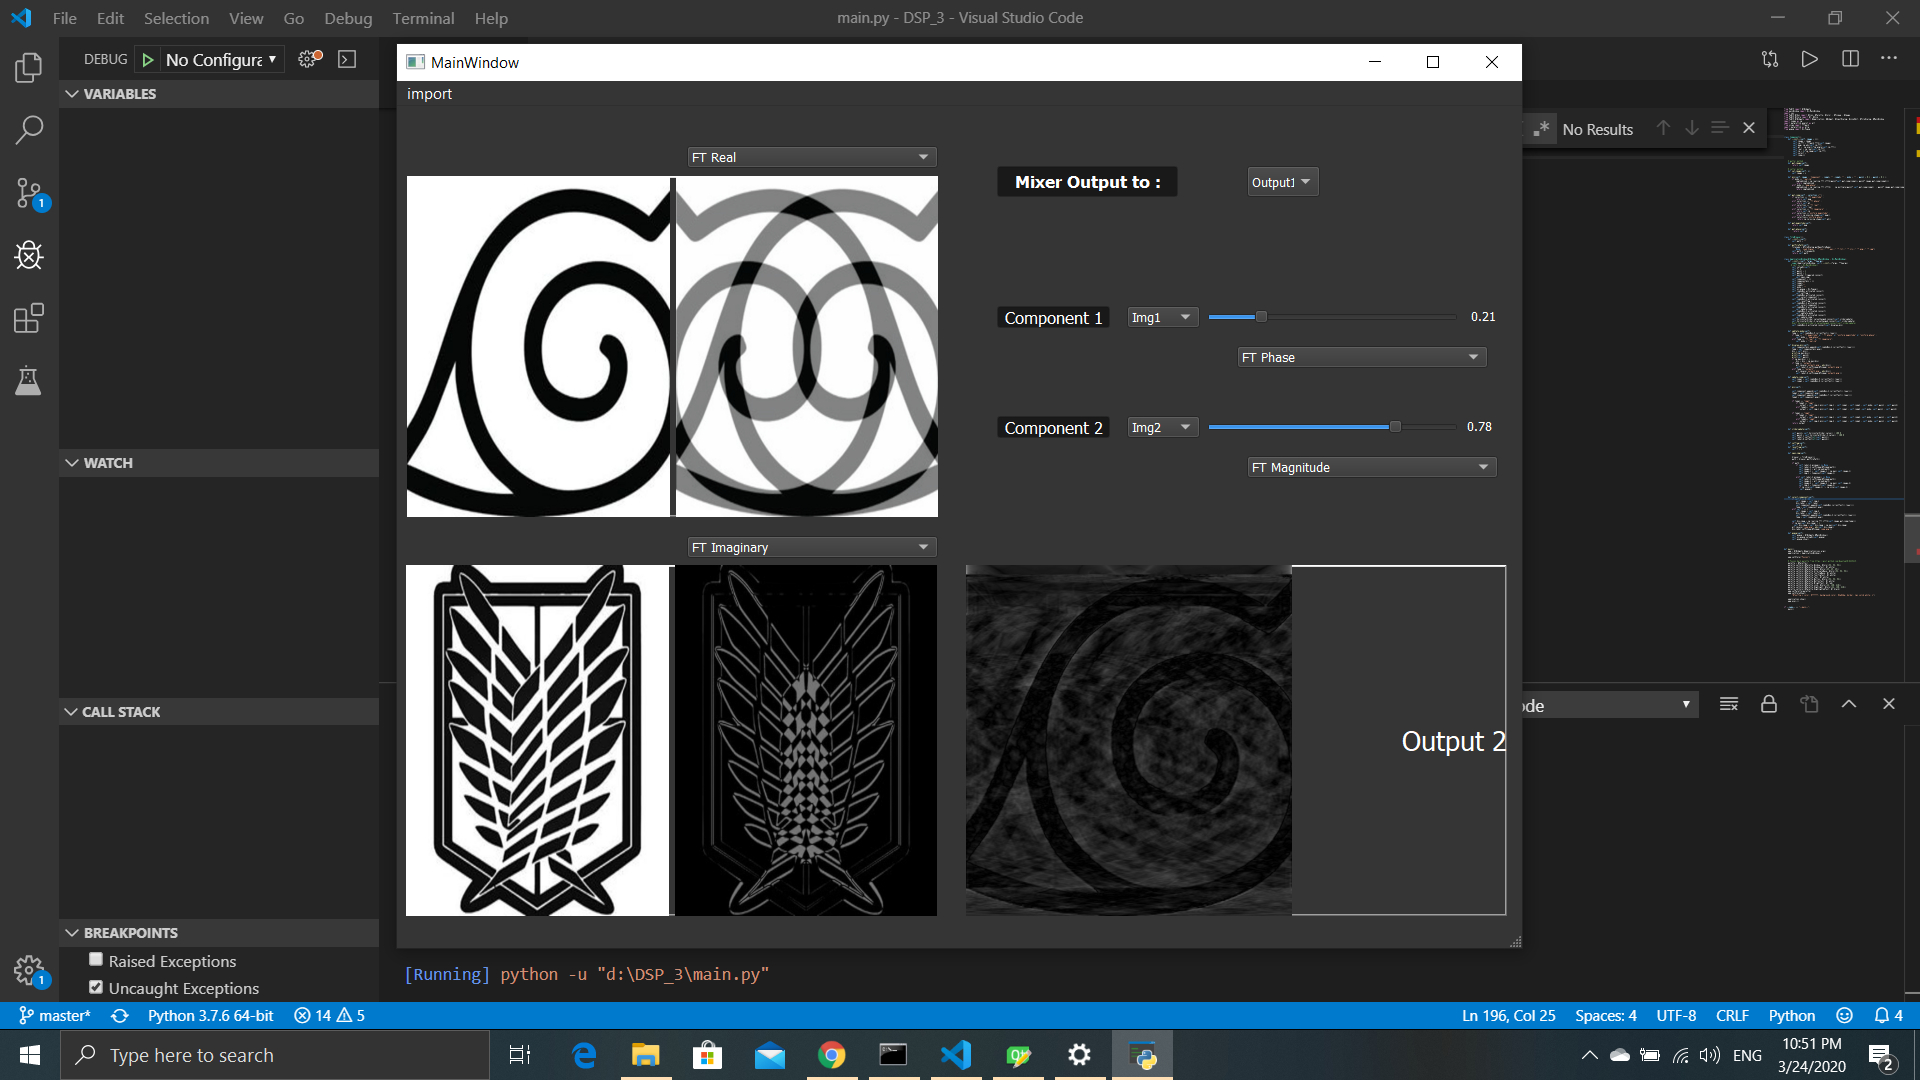 File Edit Selection View Go Debug Terminal Help
main.py - DSP_3 - Visual Studio Code
DEBUG No Configura
VARIABLES
WATCH
CALL STACK
BREAKPOINTS
Raised Exceptions
Uncaught Exceptions
1
1
MainWindow
import
FT Real
Mixer Output to :
Output1
Component 1
Img1
0.21
FT Phase
Component 2
Img2
0.78
FT Magnitude
FT Imaginary
Output 2
No Results
ode
[Running] python -u "d:\DSP_3\main.py"
master* Python 3.7.6 64-bit 14 5
Ln 196, Col 25 Spaces: 4 UTF-8 CRLF Python 4
Type here to search
ENG
10:51 PM
3/24/2020
2